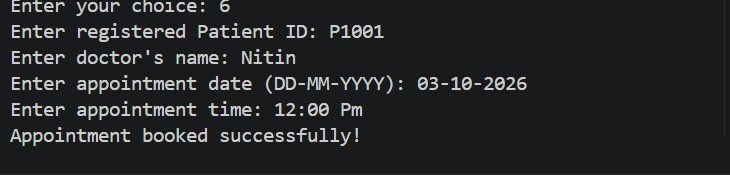 Enter your choice: 6
Enter registered Patient ID: P1001
Enter doctor's name: Nitin
Enter appointment date (DD-MM-YYYY): 03-10-2026
Enter appointment time: 12:00 Pm
Appointment booked successfully!